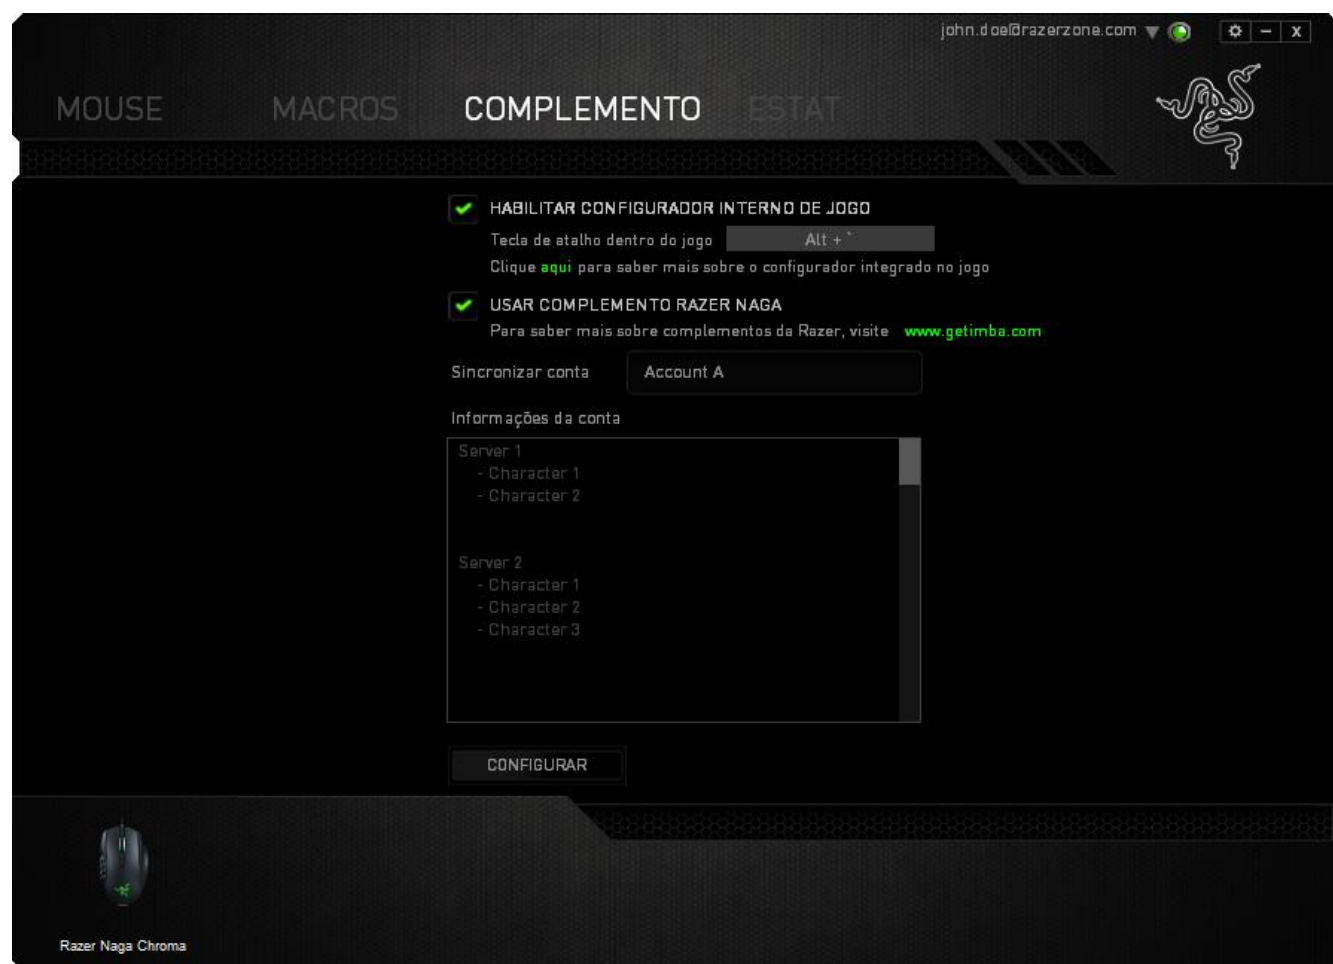 john.doe@razerzone.com
MOUSE MACROS COMPLEMENTO ESTAT
HABILITAR CONFIGURADOR INTERNO DE JOGO
Tecla de atalho dentro do jogo Alt + `
Clique aqui para saber mais sobre o configurador integrado no jogo
USAR COMPLEMENTO RAZER NAGA
Para saber mais sobre complementos da Razer, visite www.getimba.com
Sincronizar conta Account A
Informações da conta
Server 1
- Character 1
- Character 2
Server 2
- Character 1
- Character 2
- Character 3
CONFIGURAR
Razer Naga Chroma